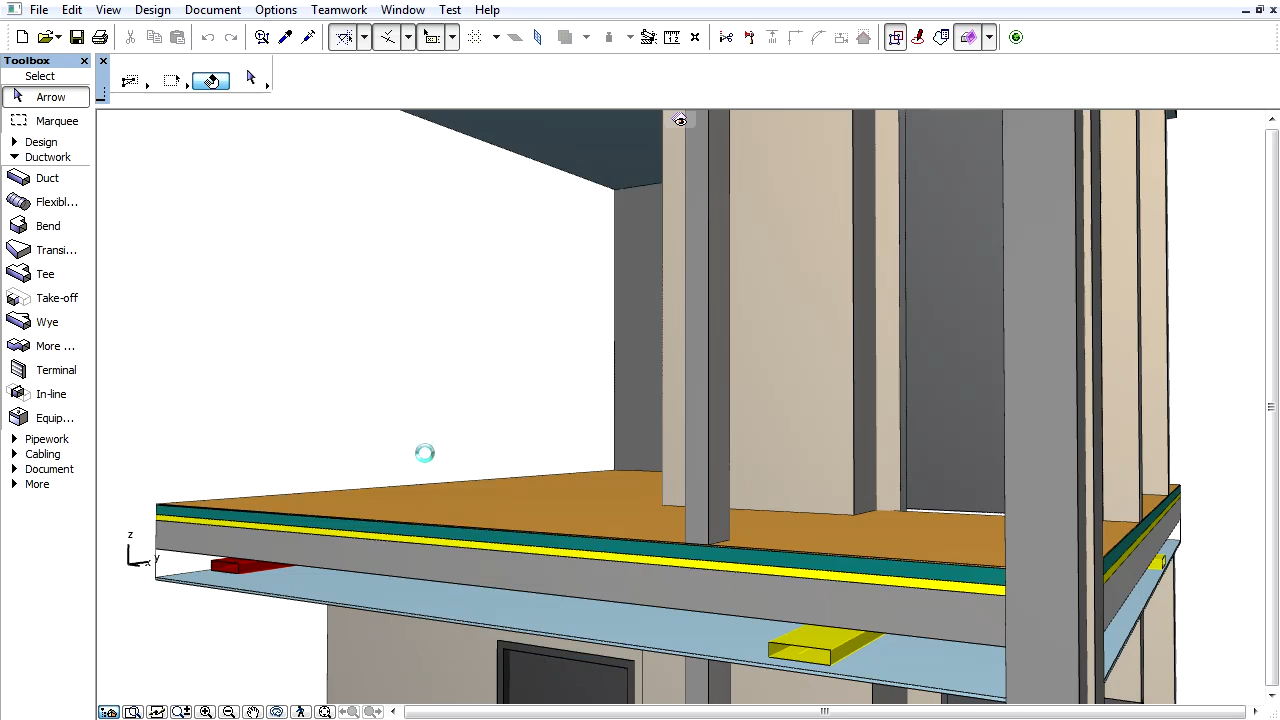 File Edit View Design Document Options Teamwork Window Test Help
Toolbox
Select
Arrow
Marquee
Design
Ductwork
Duct
Flexibl...
Bend
Transi...
Tee
Take-off
Wye
More ...
Terminal
In-line
Equip...
Pipework
Cabling
Document
More
z
y
x